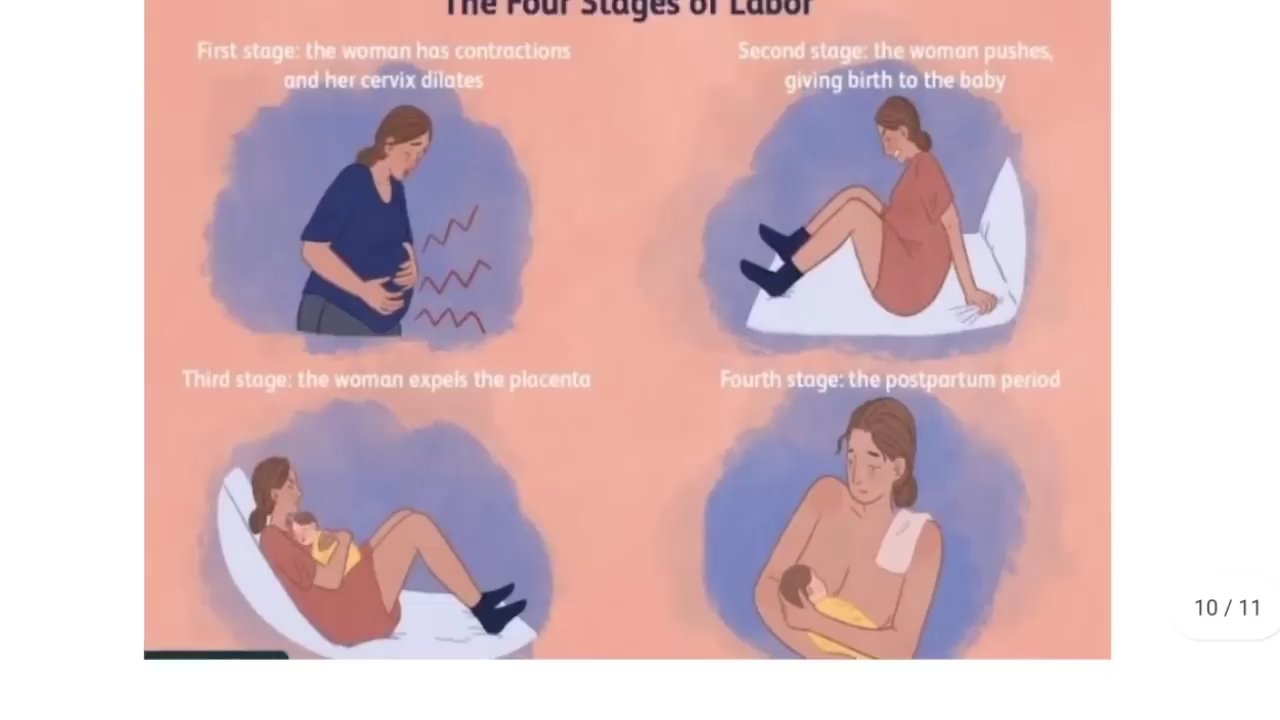 The Four Stages of Labor
First stage: the woman has contractions
and her cervix dilates
Second stage: the woman pushes,
giving birth to the baby
Third stage: the woman expels the placenta
Fourth stage: the postpartum period
10 / 11